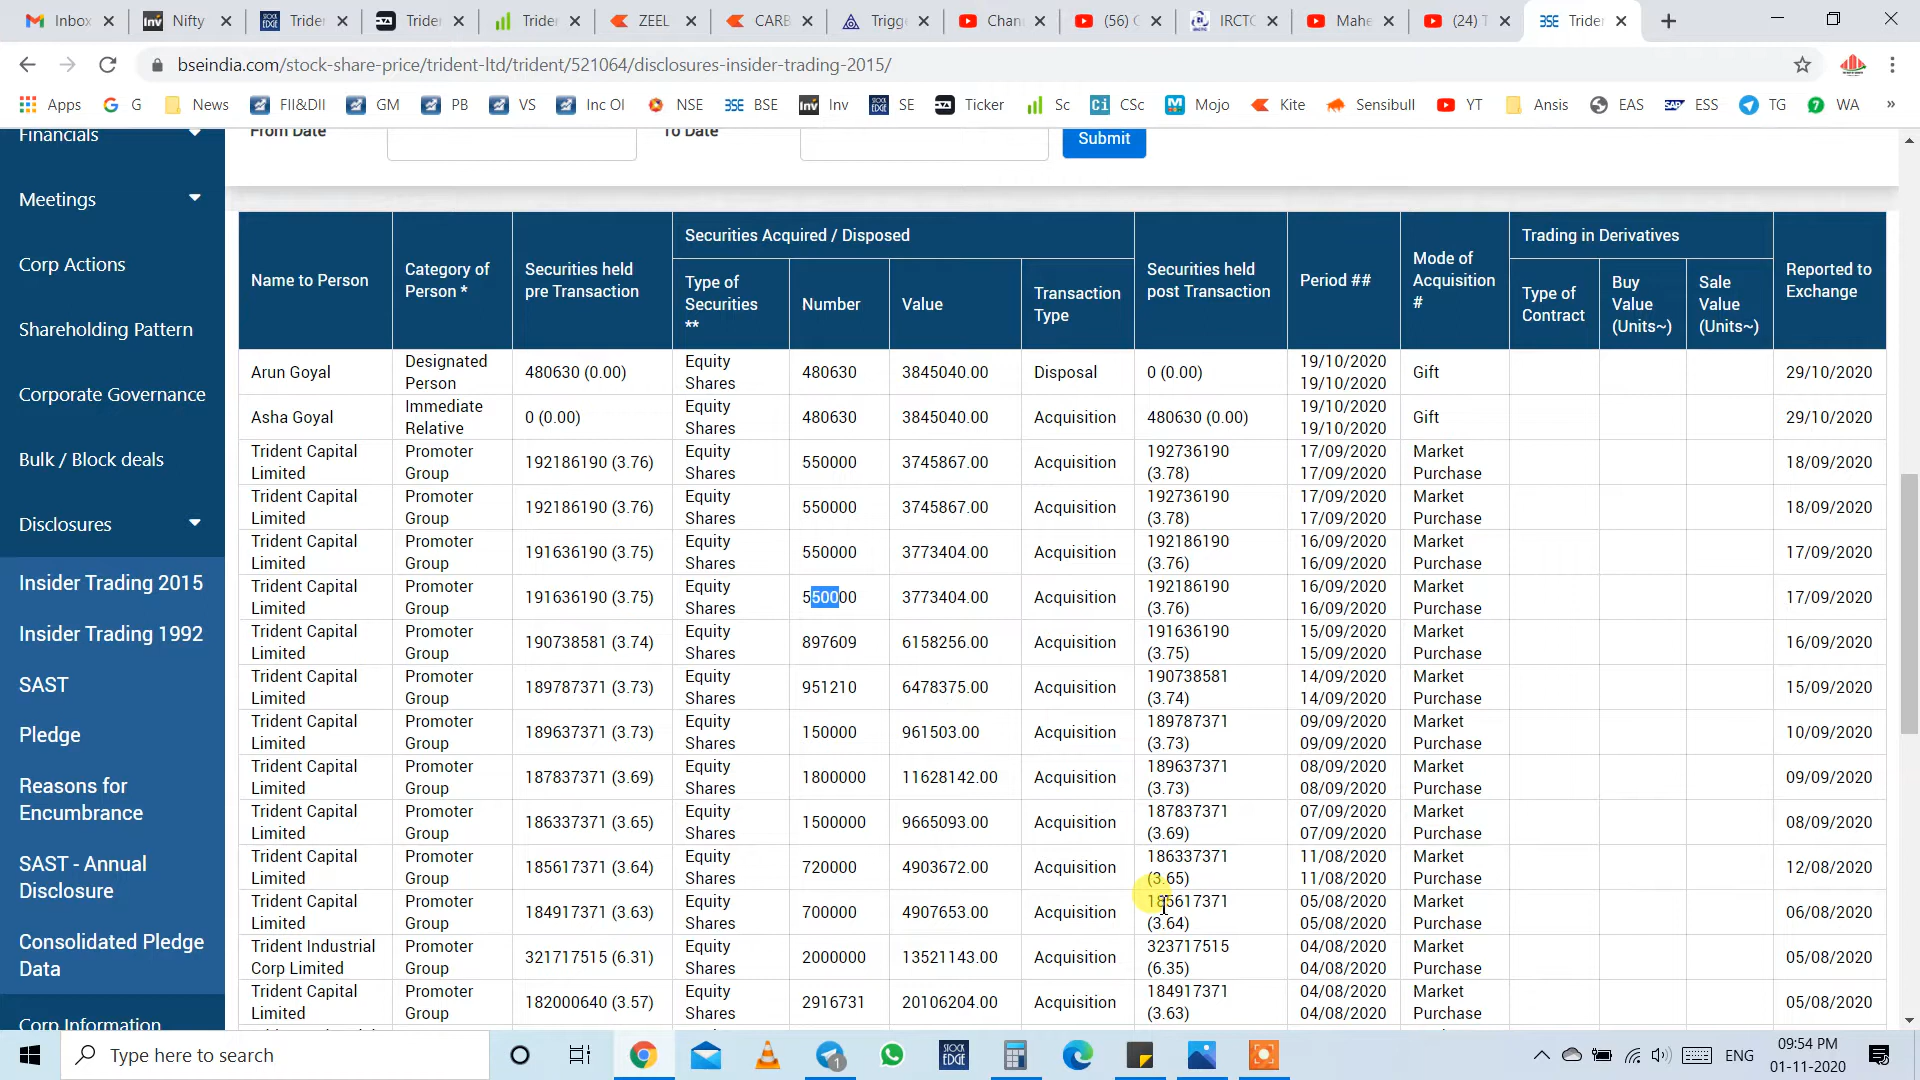 Inbox
Nifty
Trider
Trider
Trider
ZEEL
CARB
Trigge
Chan
(56) C
IRCTC
Mahe
(24) T
Trider
bseindia.com/stock-share-price/trident-ltd/trident/521064/disclosures-insider-trading-2015/
Apps G News FII&DII GM PB VS Inc OI NSE BSE Inv SE Ticker Sc CSc Mojo Kite Sensibull YT Ansis EAS ESS TG WA »
Financials
Meetings
Corp Actions
Shareholding Pattern
Corporate Governance
Bulk / Block deals
Disclosures
Insider Trading 2015
Insider Trading 1992
SAST
Pledge
Reasons for
Encumbrance
SAST - Annual
Disclosure
Consolidated Pledge
Data
Corp Information
From Date To Date Submit
Name to Person
Category of
Person *
Securities held
pre Transaction
Securities Acquired / Disposed
Type of
Securities
**
Number
Value
Transaction
Type
Securities held
post Transaction
Period ##
Mode of
Acquisition
#
Trading in Derivatives
Type of
Contract
Buy
Value
(Units~)
Sale
Value
(Units~)
Reported to
Exchange
Arun Goyal Designated Person 480630 (0.00) Equity Shares 480630 3845040.00 Disposal 0 (0.00) 19/10/2020 19/10/2020 Gift 29/10/2020
Asha Goyal Immediate Relative 0 (0.00) Equity Shares 480630 3845040.00 Acquisition 480630 (0.00) 19/10/2020 19/10/2020 Gift 29/10/2020
Trident Capital Limited Promoter Group 192186190 (3.76) Equity Shares 550000 3745867.00 Acquisition 192736190 (3.78) 17/09/2020 17/09/2020 Market Purchase 18/09/2020
Trident Capital Limited Promoter Group 192186190 (3.76) Equity Shares 550000 3745867.00 Acquisition 192736190 (3.78) 17/09/2020 17/09/2020 Market Purchase 18/09/2020
Trident Capital Limited Promoter Group 191636190 (3.75) Equity Shares 550000 3773404.00 Acquisition 192186190 (3.76) 16/09/2020 16/09/2020 Market Purchase 17/09/2020
Trident Capital Limited Promoter Group 191636190 (3.75) Equity Shares 550000 3773404.00 Acquisition 192186190 (3.76) 16/09/2020 16/09/2020 Market Purchase 17/09/2020
Trident Capital Limited Promoter Group 190738581 (3.74) Equity Shares 897609 6158256.00 Acquisition 191636190 (3.75) 15/09/2020 15/09/2020 Market Purchase 16/09/2020
Trident Capital Limited Promoter Group 189787371 (3.73) Equity Shares 951210 6478375.00 Acquisition 190738581 (3.74) 14/09/2020 14/09/2020 Market Purchase 15/09/2020
Trident Capital Limited Promoter Group 189637371 (3.73) Equity Shares 150000 961503.00 Acquisition 189787371 (3.73) 09/09/2020 09/09/2020 Market Purchase 10/09/2020
Trident Capital Limited Promoter Group 187837371 (3.69) Equity Shares 1800000 11628142.00 Acquisition 189637371 (3.73) 08/09/2020 08/09/2020 Market Purchase 09/09/2020
Trident Capital Limited Promoter Group 186337371 (3.65) Equity Shares 1500000 9665093.00 Acquisition 187837371 (3.69) 07/09/2020 07/09/2020 Market Purchase 08/09/2020
Trident Capital Limited Promoter Group 185617371 (3.64) Equity Shares 720000 4903672.00 Acquisition 186337371 (3.65) 11/08/2020 11/08/2020 Market Purchase 12/08/2020
Trident Capital Limited Promoter Group 184917371 (3.63) Equity Shares 700000 4907653.00 Acquisition 185617371 (3.64) 05/08/2020 05/08/2020 Market Purchase 06/08/2020
Trident Industrial Corp Limited Promoter Group 321717515 (6.31) Equity Shares 2000000 13521143.00 Acquisition 323717515 (6.35) 04/08/2020 04/08/2020 Market Purchase 05/08/2020
Trident Capital Limited Promoter Group 182000640 (3.57) Equity Shares 2916731 20106204.00 Acquisition 184917371 (3.63) 04/08/2020 04/08/2020 Market Purchase 05/08/2020
Type here to search
STOCK
EDGE
1
ENG
09:54 PM
01-11-2020